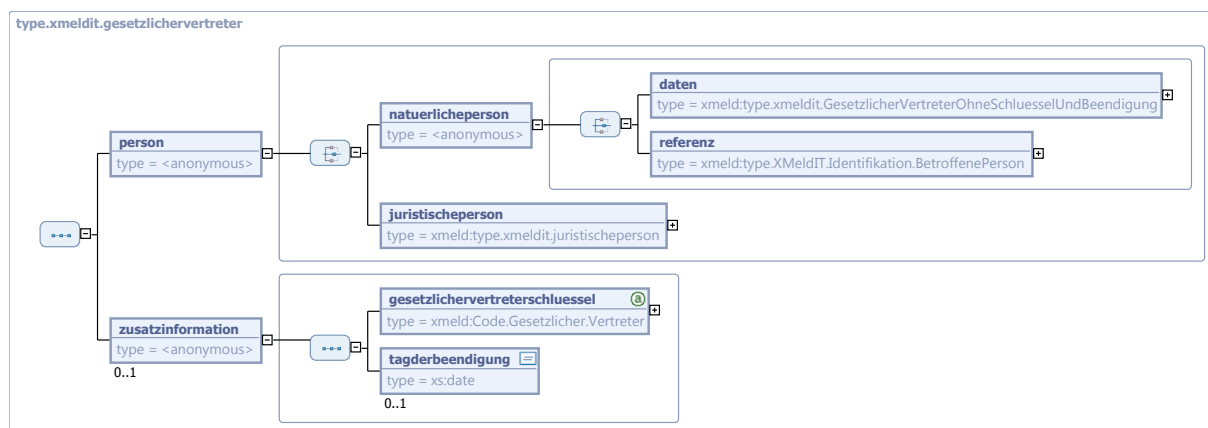 type.xmeldit.gesetzlichervertreter
daten
type = xmeld:type.xmeldit.GesetzlicherVertreterOhneSchluesselUndBeendigung
natuerlicheperson
type = <anonymous>
person
type = <anonymous>
referenz
type = xmeld:type.XMeldIT.Identifikation.BetroffenePerson
juristischeperson
type = xmeld:type.xmeldit.juristischeperson
gesetzlichervertreterschluessel a
type = xmeld:Code.Gesetzlicher.Vertreter
zusatzinformation
type = <anonymous>
0..1
tagderbeendigung
type = xs:date
0..1